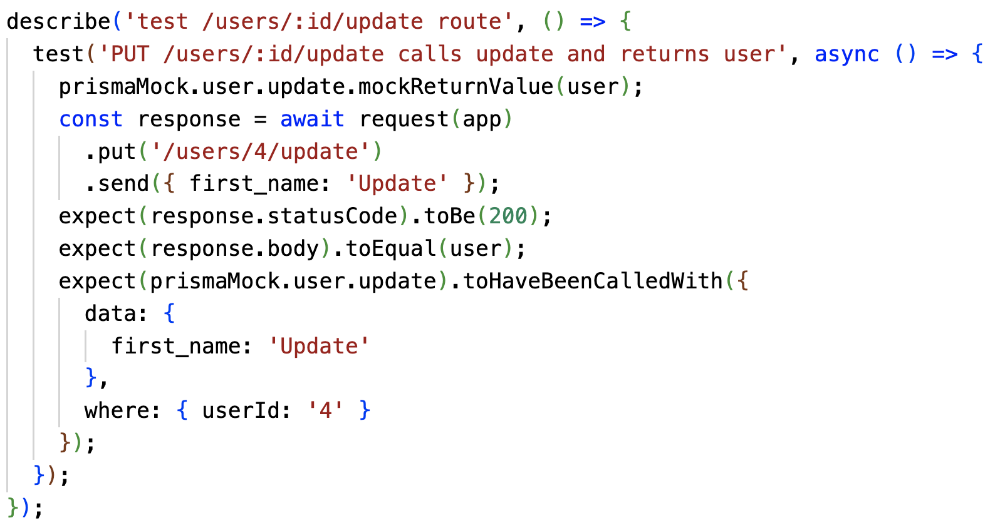 describe('test /users/:id/update route', () => {
  test('PUT /users/:id/update calls update and returns user', async () => {
    prismaMock.user.update.mockReturnValue(user);
    const response = await request(app)
      .put('/users/4/update')
      .send({ first_name: 'Update' });
    expect(response.statusCode).toBe(200);
    expect(response.body).toEqual(user);
    expect(prismaMock.user.update).toHaveBeenCalledWith({
      data: {
        first_name: 'Update'
      },
      where: { userId: '4' }
    });
  });
});